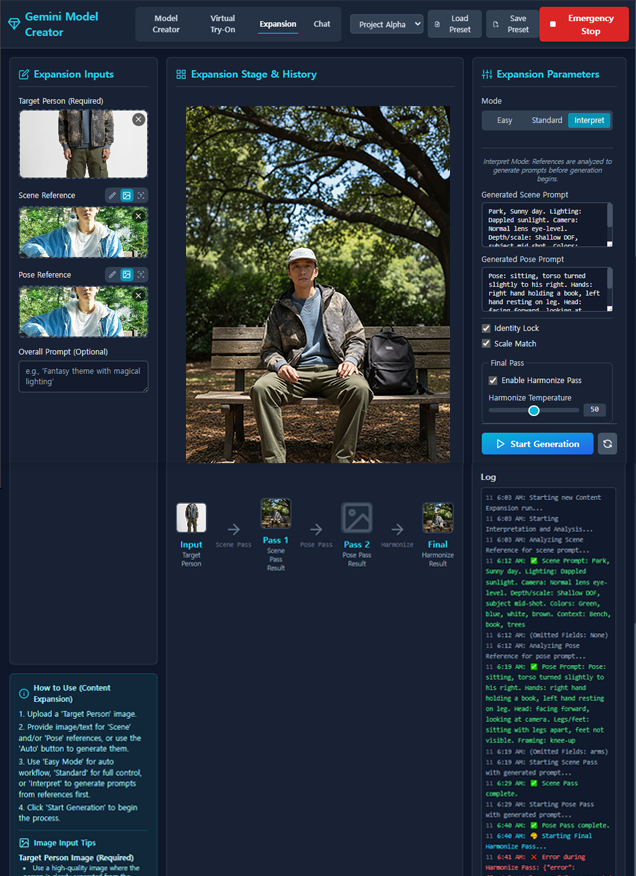 Gemini Model
Creator
Model
Creator
Virtual
Try-On
Expansion
Chat
Project Alpha
Load
Preset
Save
Preset
Emergency
Stop
Expansion Inputs
Target Person (Required)
Scene Reference
Pose Reference
Overall Prompt (Optional)
e.g., 'Fantasy theme with magical
lighting'
How to Use (Content
Expansion)
1. Upload a 'Target Person' image.
2. Provide image/text for 'Scene'
and/or 'Pose' references, or use the
'Auto' button to generate them.
3. Use 'Easy Mode' for auto
workflow, 'Standard' for full control,
or 'Interpret' to generate prompts
from references first.
4. Click 'Start Generation' to begin
the process.
Image Input Tips
Target Person Image (Required)
• Use a high-quality image where the
Expansion Stage & History
Input
Target
Person
Scene Pass
Pass 1
Scene
Pass
Result
Pose Pass
Pass 2
Pose Pass
Result
Harmonize
Final
Harmonize
Result
Expansion Parameters
Mode
Easy
Standard
Interpret
Interpret Mode: References are analyzed to
generate prompts before generation
begins.
Generated Scene Prompt
Park, Sunny day. Lighting:
Dappled sunlight. Camera:
Normal lens eye-level.
Depth/scale: Shallow DOF,
subject mid-shot. Colors:
Generated Pose Prompt
Pose: sitting, torso turned
slightly to his right. Hands:
right hand holding a book, left
hand resting on leg. Head:
facing forward, looking at
Identity Lock
Scale Match
Final Pass
Enable Harmonize Pass
Harmonize Temperature
50
Start Generation
Log
11 6:03 AM: Starting new Content
Expansion run...
11 6:03 AM: Starting
Interpretation and Analysis...
11 6:03 AM: Analyzing Scene
Reference for scene prompt...
11 6:12 AM: ✅ Scene Prompt: Park,
Sunny day. Lighting: Dappled
sunlight. Camera: Normal lens eye-
level. Depth/scale: Shallow DOF,
subject mid-shot. Colors: Green,
blue, white, brown. Context: Bench,
book, trees
11 6:12 AM: (Omitted Fields: None)
11 6:12 AM: Analyzing Pose
Reference for pose prompt...
11 6:19 AM: ✅ Pose Prompt: Pose:
sitting, torso turned slightly to
his right. Hands: right hand
holding a book, left hand resting
on leg. Head: facing forward,
looking at camera. Legs/feet:
sitting with legs apart, feet not
visible. Framing: knee-up
11 6:19 AM: (Omitted Fields: arms)
11 6:19 AM: Starting Scene Pass
with generated prompt...
11 6:29 AM: ✅ Scene Pass
complete.
11 6:29 AM: Starting Pose Pass
with generated prompt...
11 6:40 AM: ✅ Pose Pass complete.
11 6:40 AM: Starting Final
Harmonize Pass...
11 6:41 AM: ❌ Error during
Harmonize Pass: {"error":